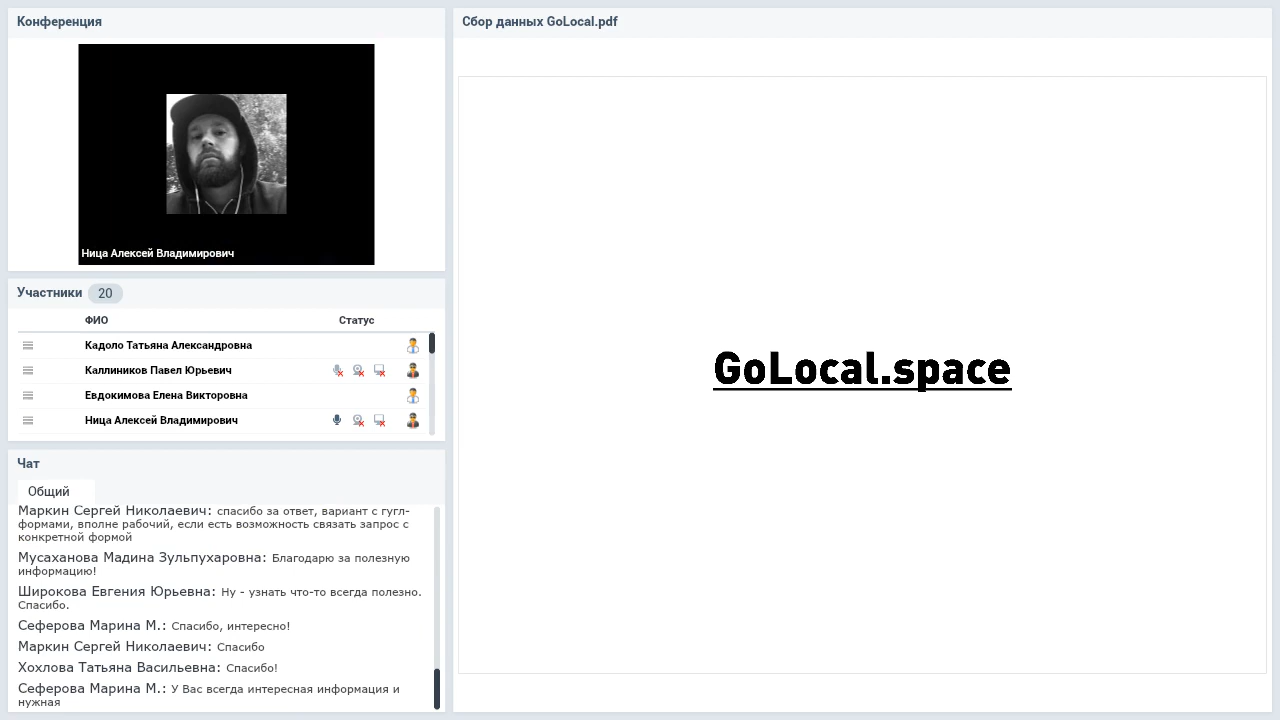 Конференция
Ница Алексей Владимирович
Участники 20
ФИО Статус
Кадоло Татьяна Александровна
Каллиников Павел Юрьевич
Евдокимова Елена Викторовна
Ница Алексей Владимирович
Чат
Общий
Маркин Сергей Николаевич: спасибо за ответ, вариант с гугл-
формами, вполне рабочий, если есть возможность связать запрос с
конкретной формой
Мусаханова Мадина Зульпухаровна: Благодарю за полезную
информацию!
Широкова Евгения Юрьевна: Ну - узнать что-то всегда полезно.
Спасибо.
Сеферова Марина М.: Спасибо, интересно!
Маркин Сергей Николаевич: Спасибо
Хохлова Татьяна Васильевна: Спасибо!
Сеферова Марина М.: У Вас всегда интересная информация и
нужная
Сбор данных GoLocal.pdf
GoLocal.space